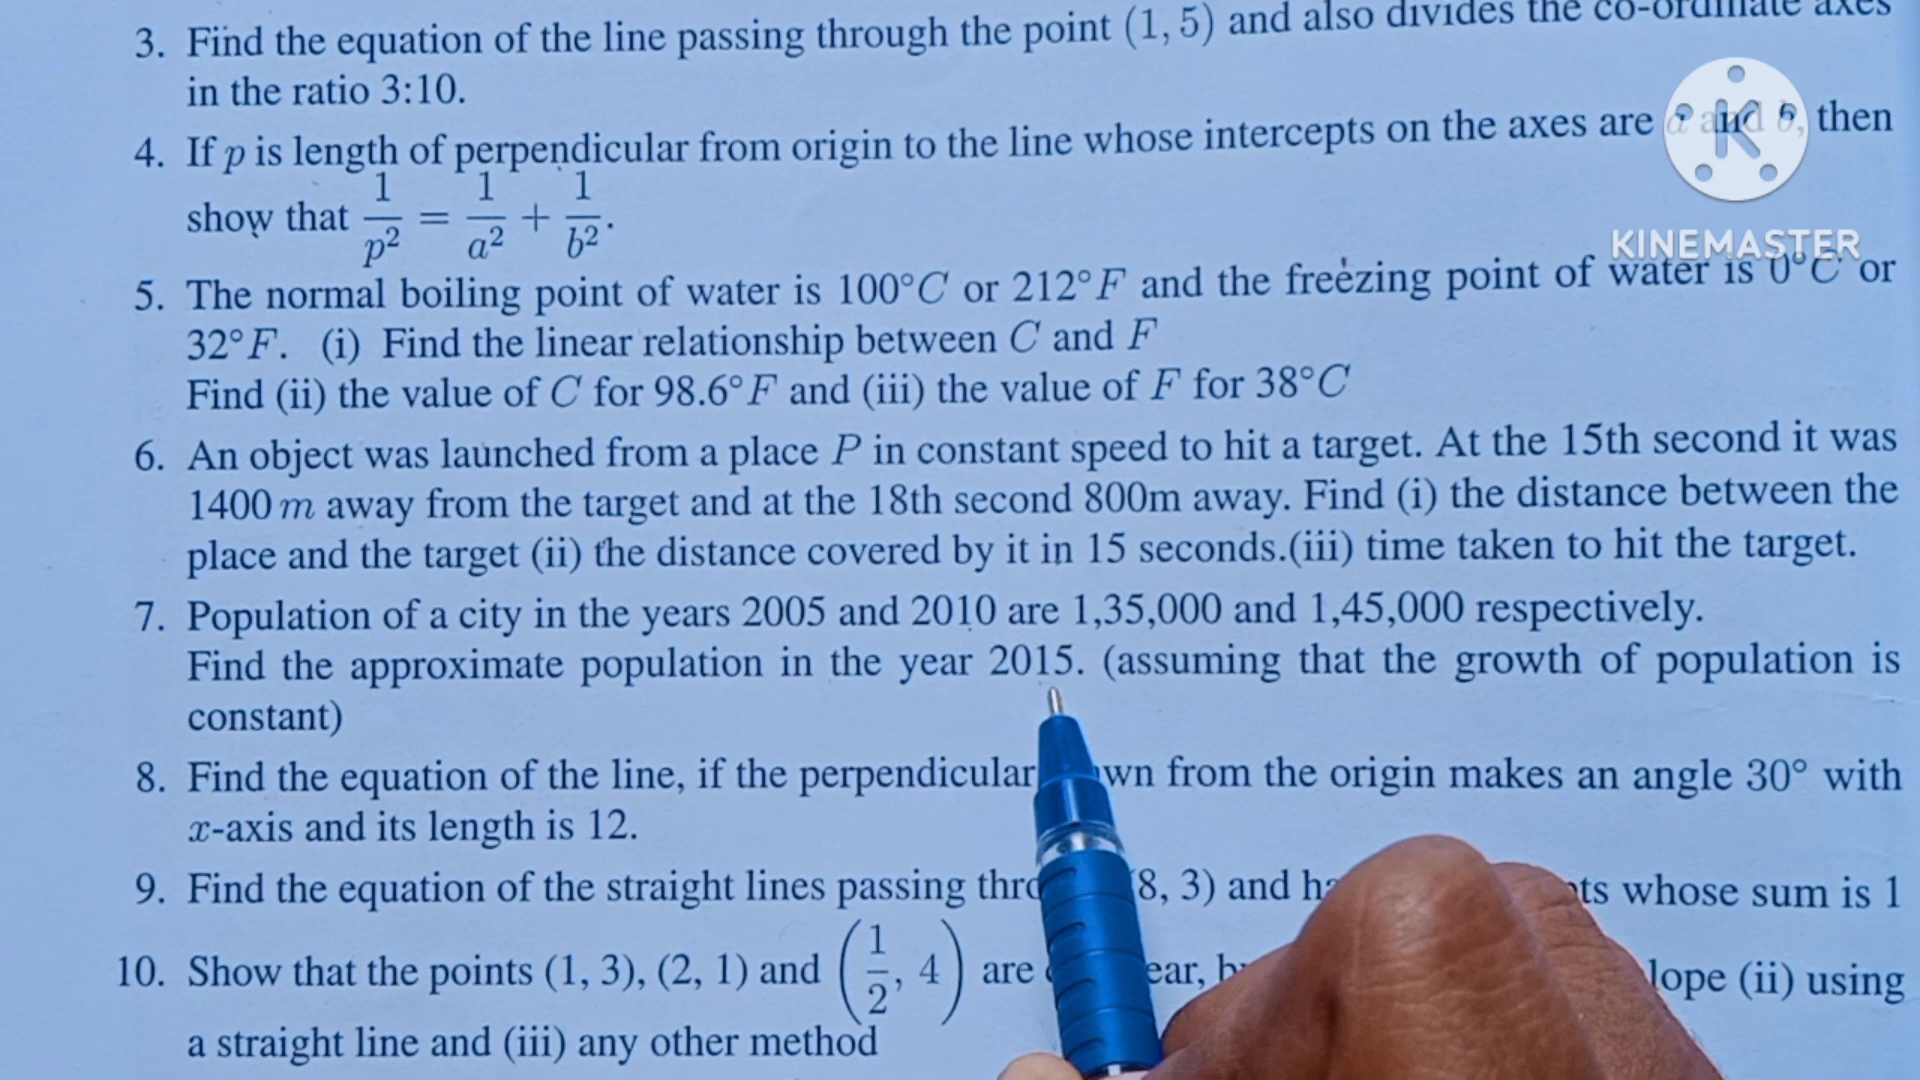 3. Find the equation of the line passing through the point (1, 5) and also divides the co-ordinate axes
in the ratio 3:10.
4. If p is length of perpendicular from origin to the line whose intercepts on the axes are a and b, then
show that 1/p² = 1/a² + 1/b².
KINEMASTER
5. The normal boiling point of water is 100°C or 212°F and the freezing point of water is 0°C or
32°F. (i) Find the linear relationship between C and F
Find (ii) the value of C for 98.6°F and (iii) the value of F for 38°C
6. An object was launched from a place P in constant speed to hit a target. At the 15th second it was
1400 m away from the target and at the 18th second 800m away. Find (i) the distance between the
place and the target (ii) the distance covered by it in 15 seconds.(iii) time taken to hit the target.
7. Population of a city in the years 2005 and 2010 are 1,35,000 and 1,45,000 respectively.
Find the approximate population in the year 2015. (assuming that the growth of population is
constant)
8. Find the equation of the line, if the perpendicular from the origin makes an angle 30° with
x-axis and its length is 12.
9. Find the equation of the straight lines passing 8, 3) and whose sum is 1
10. Show that the points (1, 3), (2, 1) and (1/2, 4) are (ii) using
a straight line and (iii) any other method